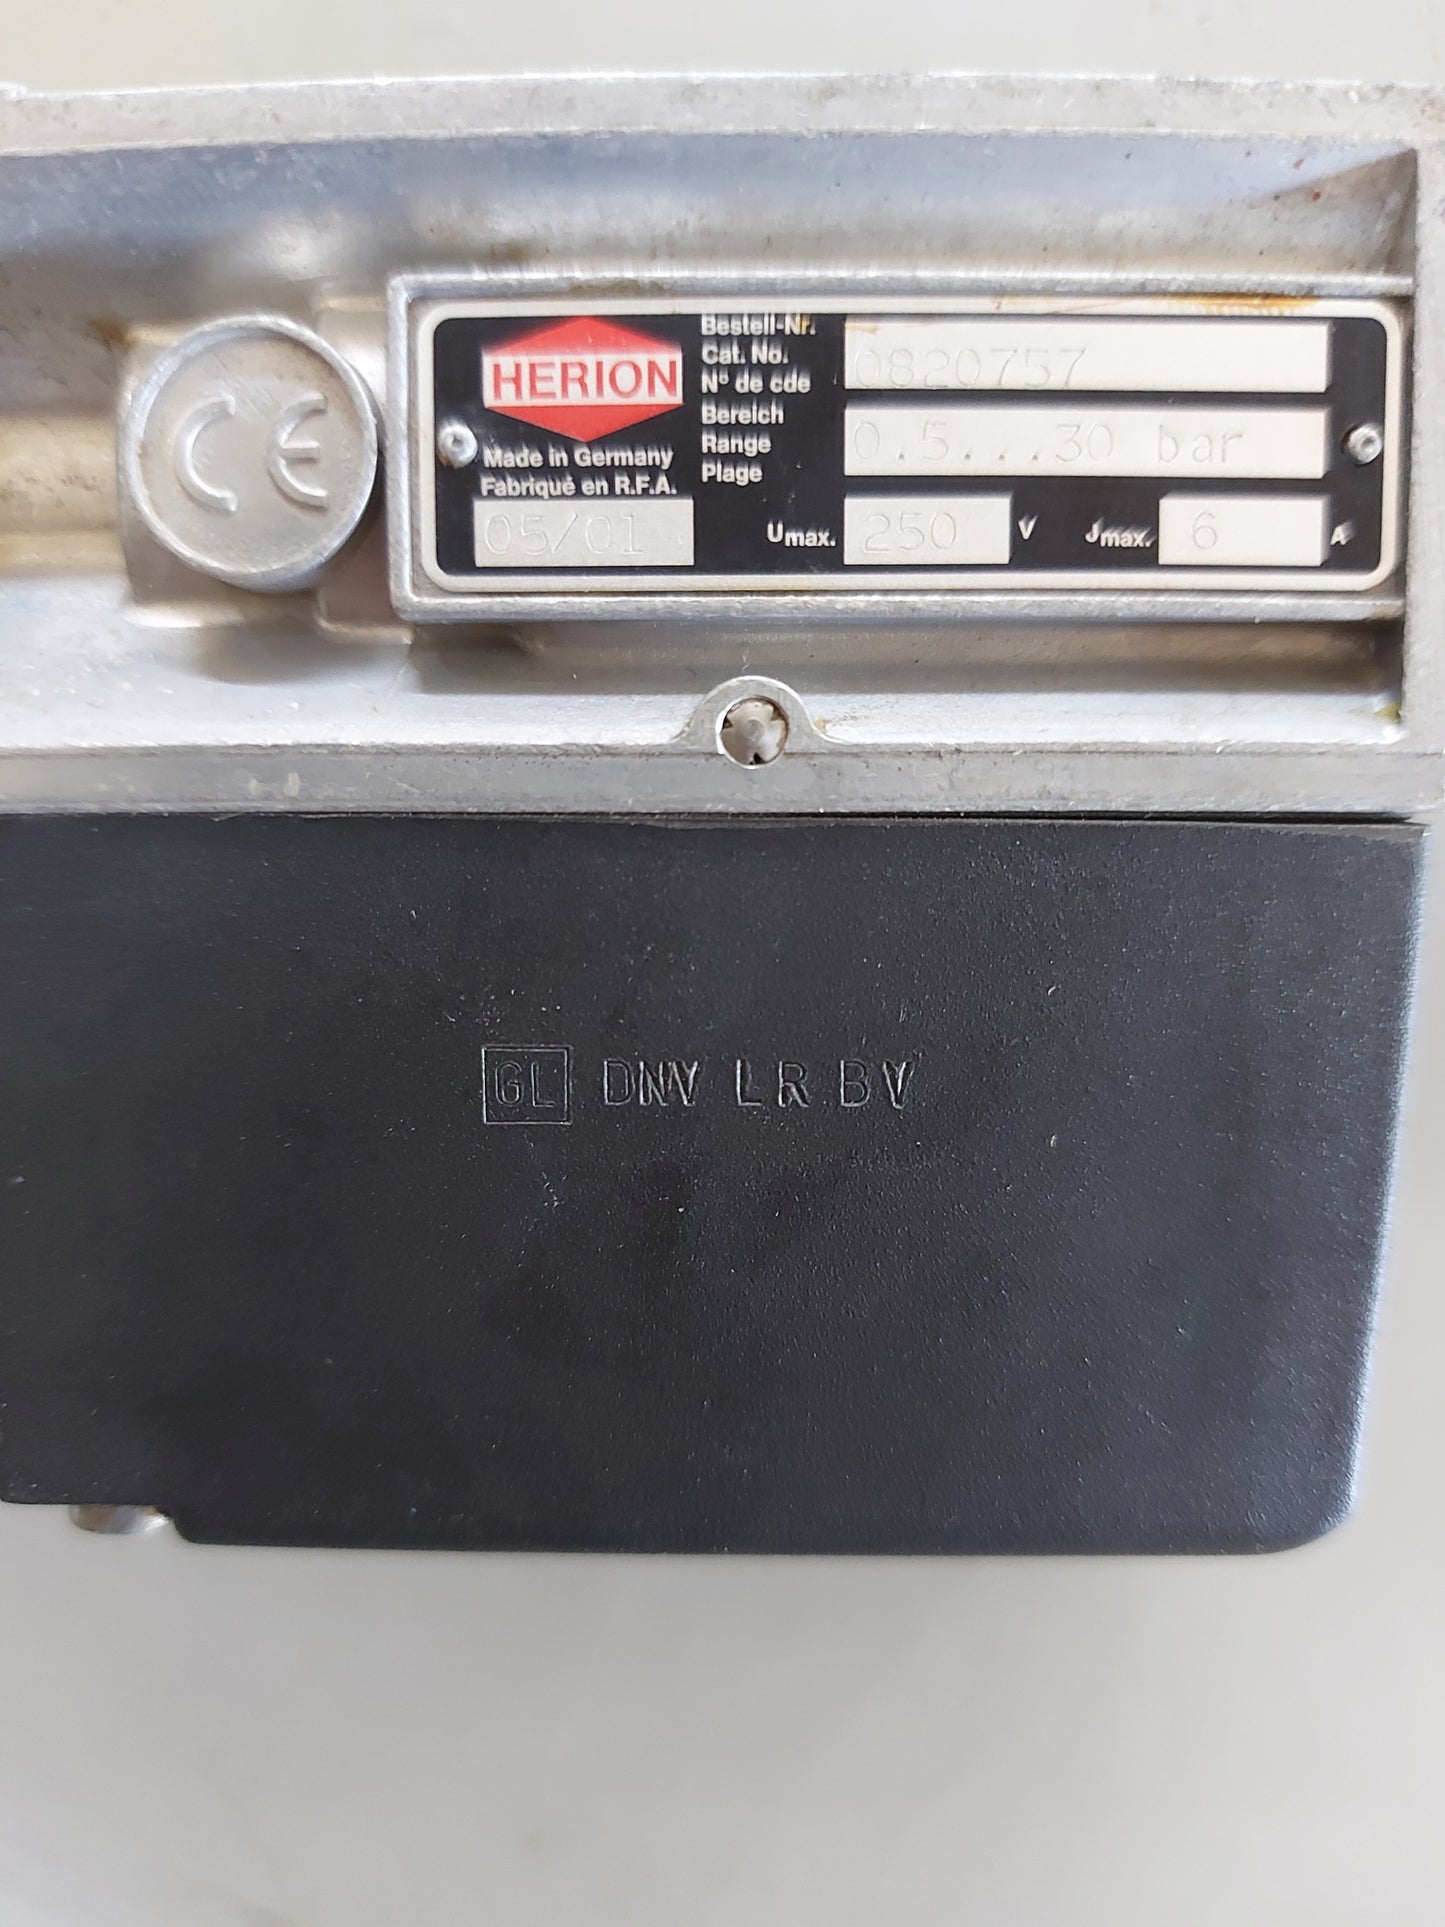 CE
HERION
Made in Germany
Fabriqué en R.F.A.
05/01
Bestell-Nr.
Cat. No.
N° de cde
0820757
Bereich
Range
Plage
0.5...30 bar
Umax. 250 V Jmax. 6 A
GL DNV LR BV